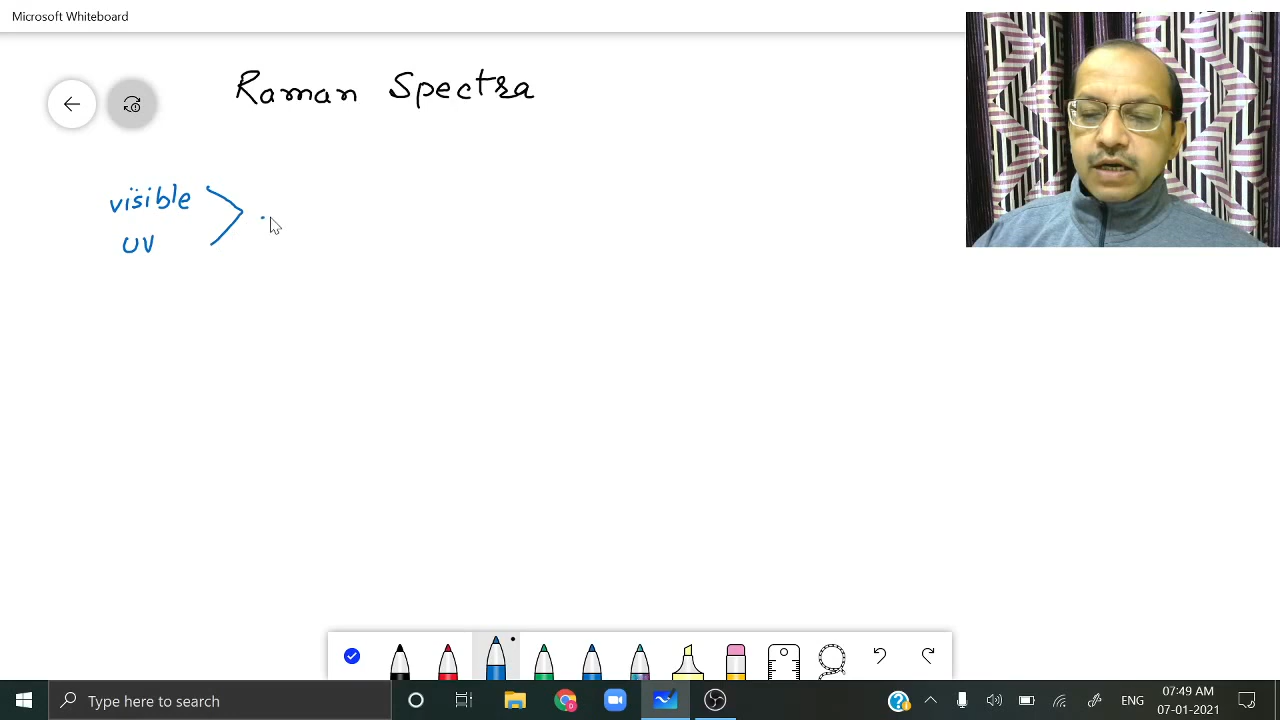 Microsoft Whiteboard
Raman Spectra
visible
UV
Type here to search
ENG
07:49 AM
07-01-2021